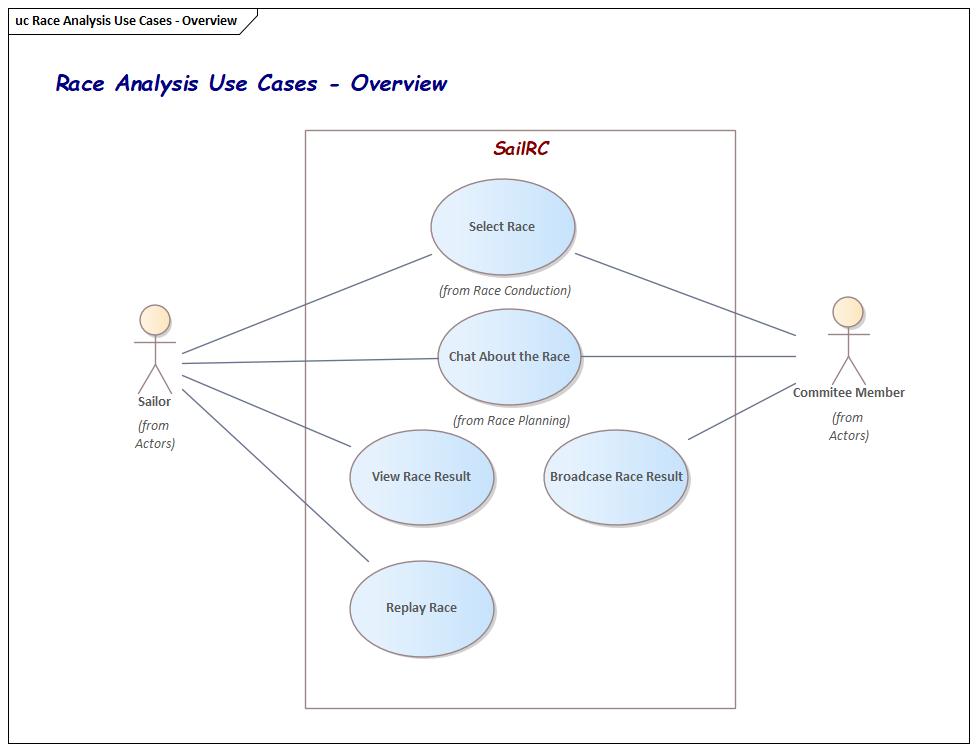 uc Race Analysis Use Cases - Overview
Race Analysis Use Cases - Overview
SailRC
Select Race
(from Race Conduction)
Chat About the Race
(from Race Planning)
Sailor
(from
Actors)
Commitee Member
(from
Actors)
View Race Result
Broadcase Race Result
Replay Race